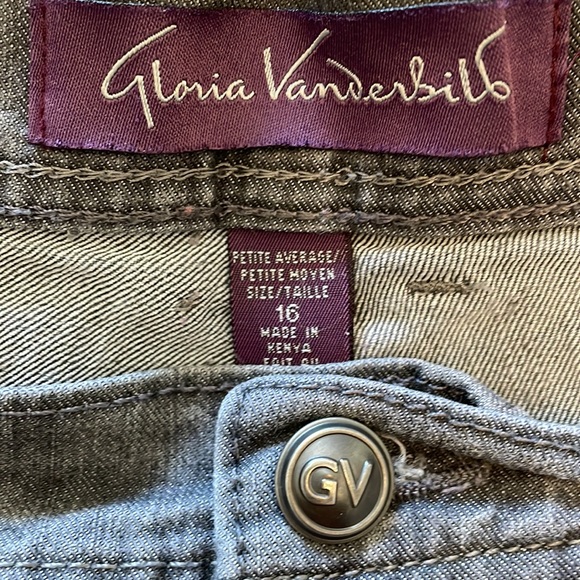 Gloria Vanderbilt
PETITE AVERAGE/
PETITE MOYEN
SIZE/TAILLE
16
MADE IN
KENYA
FAIT AU
GV